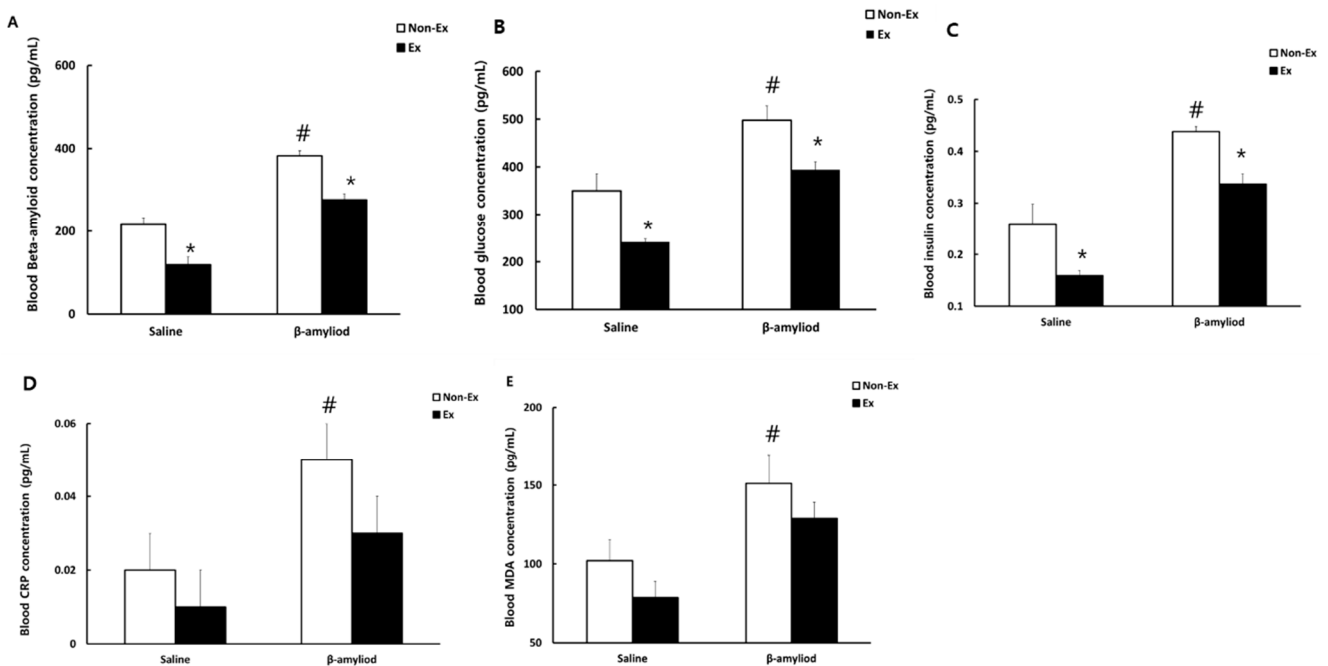 A
Non-Ex
Ex
Blood Beta-amyloid concentration (pg/mL)
600
400
200
0
#
*
*
Saline
β-amyliod
B
Non-Ex
Ex
Blood glucose concentration (pg/mL)
600
500
400
300
200
100
#
*
*
Saline
β-amyliod
C
Non-Ex
Ex
Blood insulin concentration (pg/mL)
0.5
0.4
0.3
0.2
0.1
#
*
*
Saline
β-amyliod
D
Non-Ex
Ex
Blood CRP concentration (pg/mL)
0.06
0.04
0.02
0
#
Saline
β-amyliod
E
Non-Ex
Ex
Blood MDA concentration (pg/mL)
200
150
100
50
#
Saline
β-amyliod